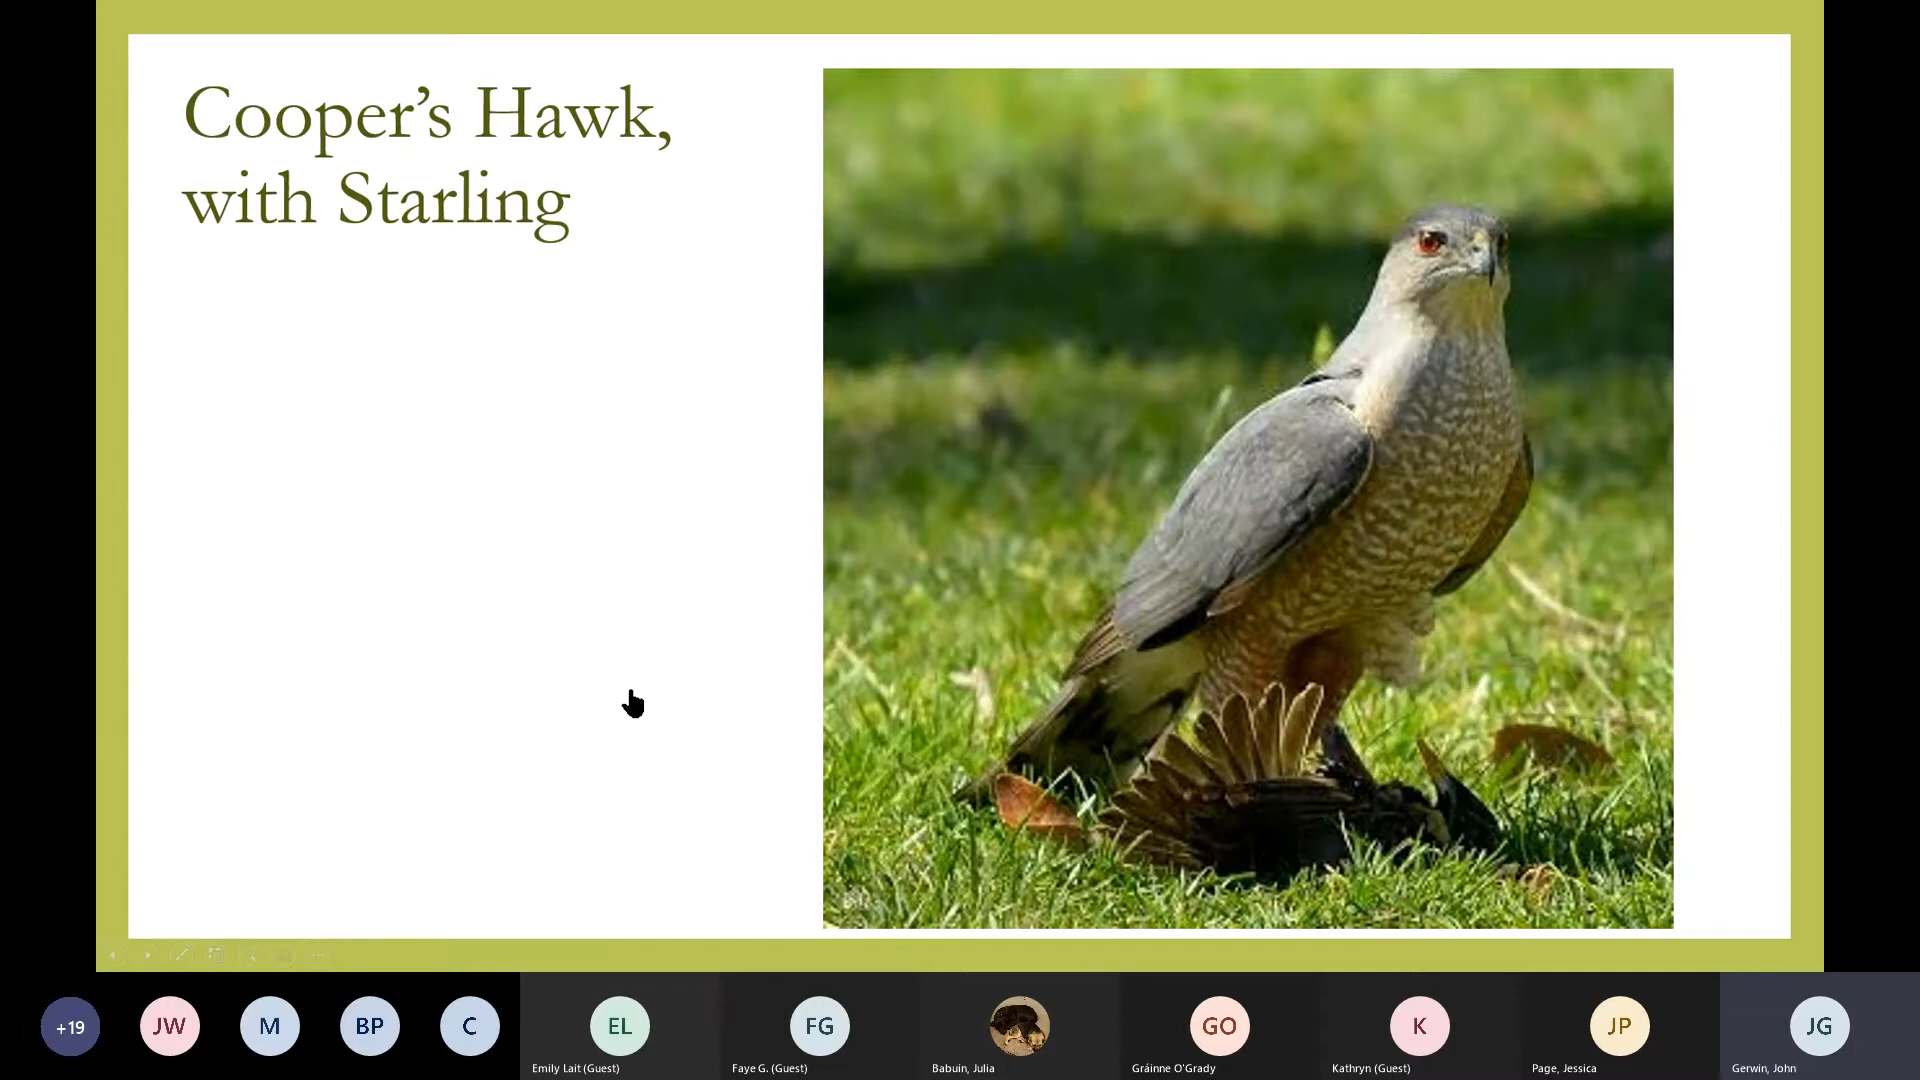 Cooper’s Hawk,
with Starling
+19
JW
M
BP
C
EL
FG
GO
K
JP
JG
Emily Lait (Guest)
Faye G. (Guest)
Babuin, Julia
Gráinne O'Grady
Kathryn (Guest)
Page, Jessica
Gerwin, John